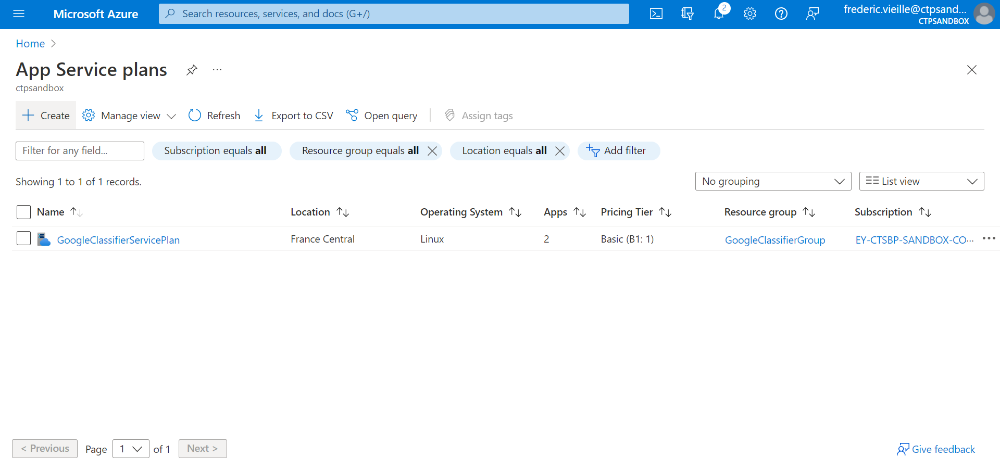 Microsoft Azure
Search resources, services, and docs (G+/)
2
frederic.vieille@ctpsand...
CTPSANDBOX
Home
App Service plans
ctpsandbox
Create
Manage view
Refresh
Export to CSV
Open query
Assign tags
Filter for any field...
Subscription equals all
Resource group equals all
Location equals all
Add filter
Showing 1 to 1 of 1 records.
No grouping
List view
Name
Location
Operating System
Apps
Pricing Tier
Resource group
Subscription
GoogleClassifierServicePlan
France Central
Linux
2
Basic (B1: 1)
GoogleClassifierGroup
EY-CTSBP-SANDBOX-CO...
< Previous
Page
1
of 1
Next >
Give feedback